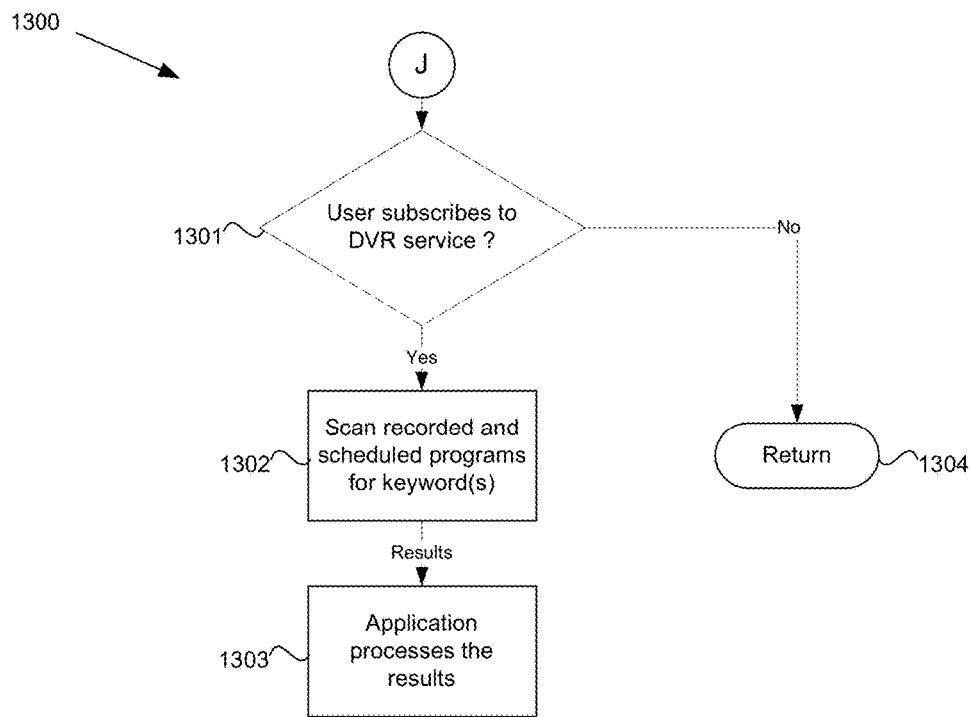 1300
J
User subscribes to
DVR service ?
1301
No
Yes
Scan recorded and
scheduled programs
for keyword(s)
1302
Return
1304
Results
Application
processes the
results
1303